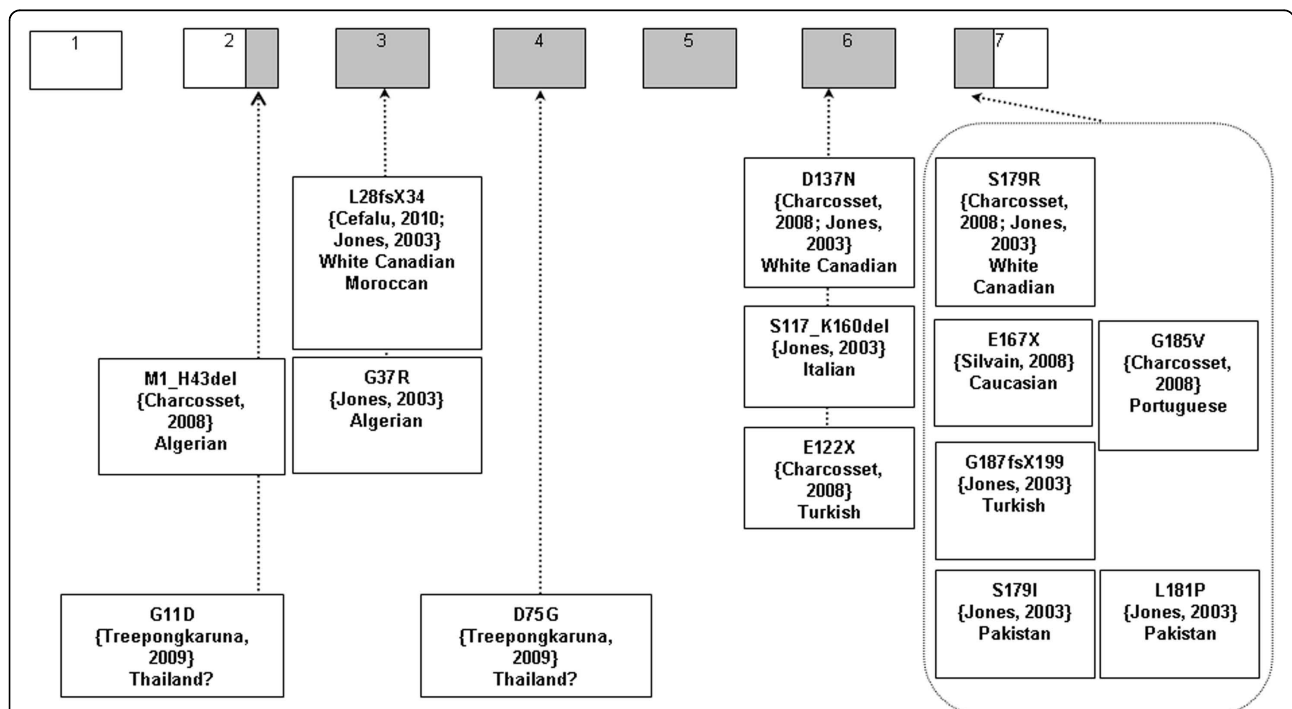 1
2
3
4
5
6
7
L28fsX34
{Cefalu, 2010;
Jones, 2003}
White Canadian
Moroccan
M1_H43del
{Charcosset,
2008}
Algerian
G37R
{Jones, 2003}
Algerian
G11D
{Treepongkaruna,
2009}
Thailand?
D75G
{Treepongkaruna,
2009}
Thailand?
D137N
{Charcosset,
2008; Jones,
2003}
White Canadian
S117_K160del
{Jones, 2003}
Italian
E122X
{Charcosset,
2008}
Turkish
S179R
{Charcosset,
2008; Jones,
2003}
White
Canadian
E167X
{Silvain, 2008}
Caucasian
G185V
{Charcosset,
2008}
Portuguese
G187fsX199
{Jones, 2003}
Turkish
S179I
{Jones, 2003}
Pakistan
L181P
{Jones, 2003}
Pakistan